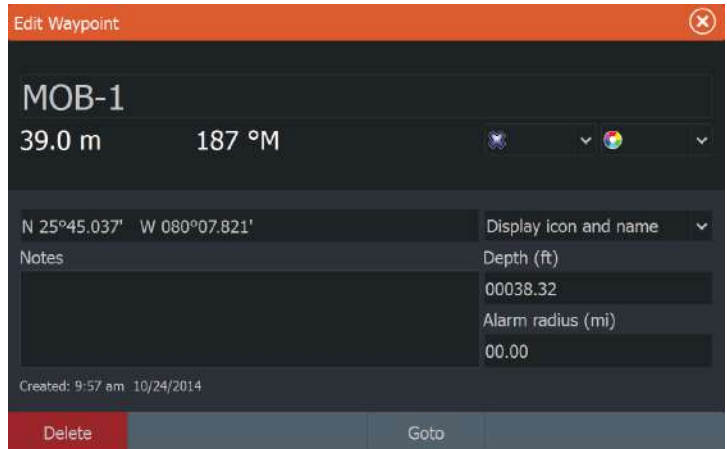 Edit Waypoint
MOB-1
39.0 m 187 °M
N 25°45.037' W 080°07.821' Display icon and name
Notes Depth (ft)
00038.32
Alarm radius (mi)
00.00
Created: 9:57 am 10/24/2014
Delete Goto